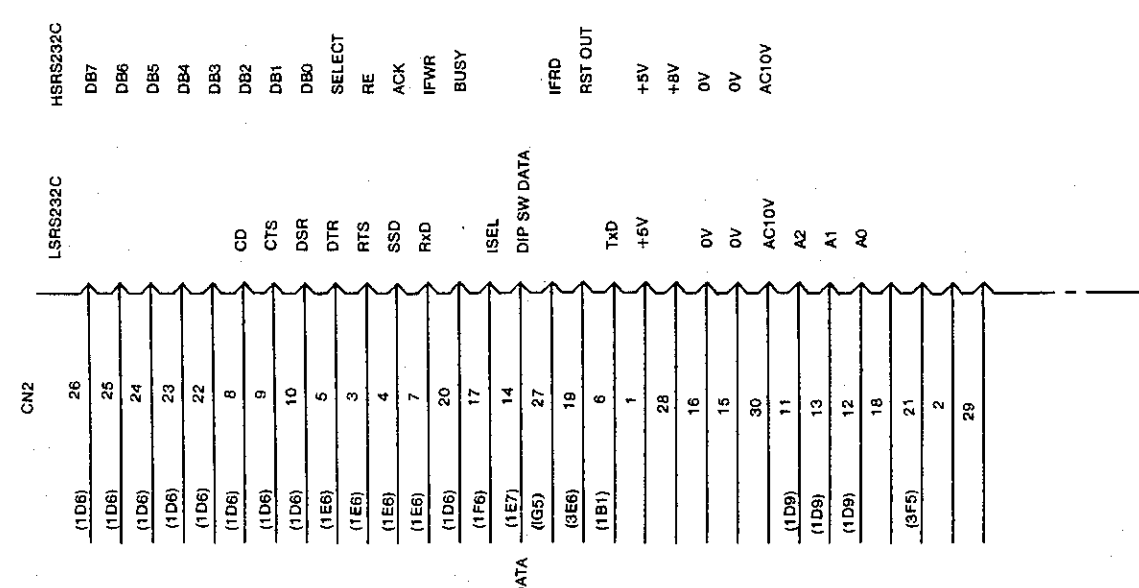 CN2 LSRS232C HSRS232C
(1D6) 26 DB7
(1D6) 25 DB6
(1D6) 24 DB5
(1D6) 23 DB4
(1D6) 22 DB3
(1D6) 8 CD DB2
(1D6) 9 CTS DB1
(1D6) 10 DSR DB0
(1E6) 5 DTR SELECT
(1E6) 3 RTS RE
(1E6) 4 SSD ACK
(1E6) 7 RxD IFWR
(1D6) 20 BUSY
(1F6) 17 ISEL
ATA (1E7) 14 DIP SW DATA
(IG5) 27 IFRD
(3E6) 19 RST OUT
(1B1) 6 TxD
1 +5V +5V
28 +8V
16 0V 0V
15 0V 0V
30 AC10V AC10V
(1D9) 11 A2
(1D9) 13 A1
(1D9) 12 A0
18
(3F5) 21
2
29